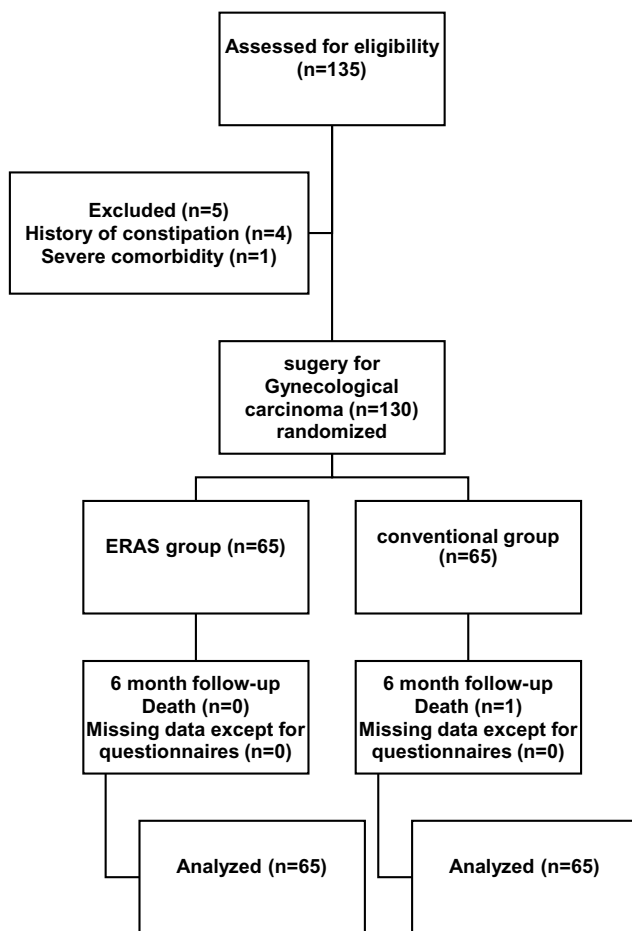 Assessed for eligibility
(n=135)
Excluded (n=5)
History of constipation (n=4)
Severe comorbidity (n=1)
sugery for
Gynecological
carcinoma (n=130)
randomized
ERAS group (n=65)
conventional group
(n=65)
6 month follow-up
Death (n=0)
Missing data except for
questionnaires (n=0)
6 month follow-up
Death (n=1)
Missing data except for
questionnaires (n=0)
Analyzed (n=65)
Analyzed (n=65)